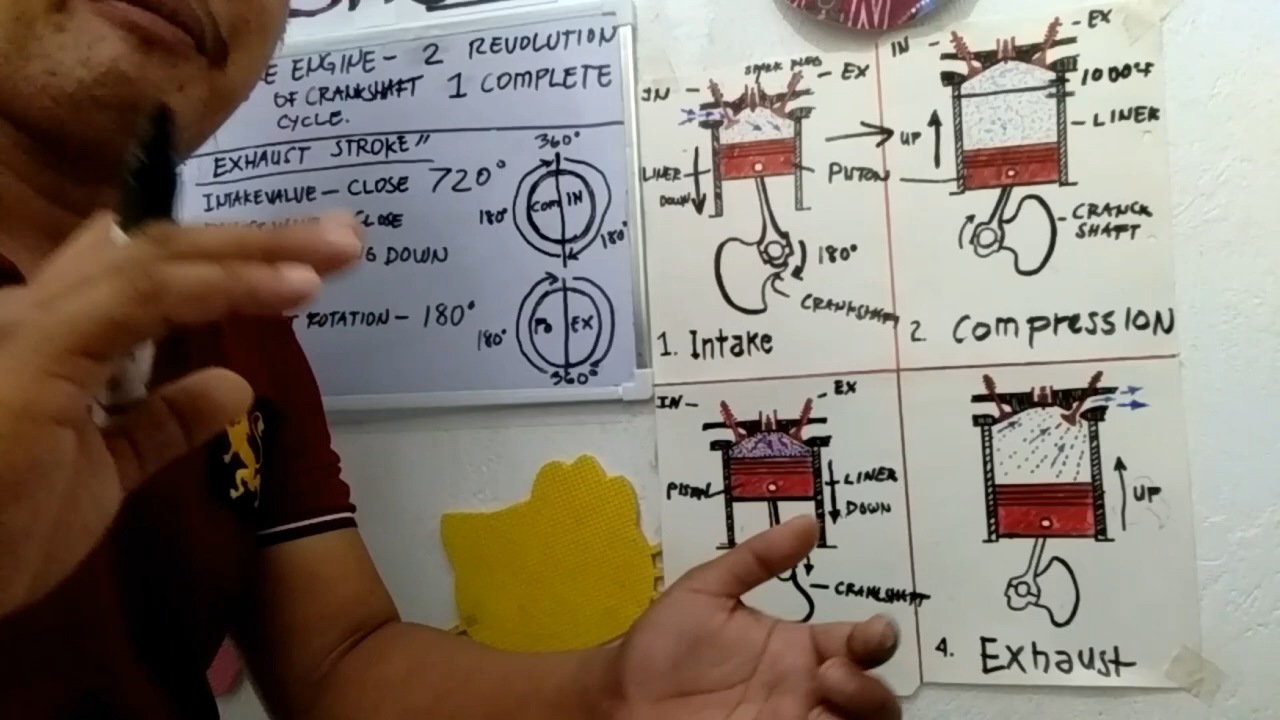 E ENGINE- 2 REVOLUTION
OF CRANKSHAFT 1 COMPLETE
CYCLE.
EXHAUST STROKE"
INTAKEVALUE - CLOSE 720°
CLOSE
G DOWN
ROTATION - 180°
360°
COM IN
180°
180°
Po EX
180°
360°
SPARK PLUG
IN - - EX
LINER
DOWN
PISTON
180°
CRANKSHAFT
1. Intake
IN - - EX
1000°F
UP
LINER
CRANCK
SHAFT
2. COMPRESSION
IN - - EX
PISTON
LINER
DOWN
CRANKSHAFT
UP
4. Exhaust